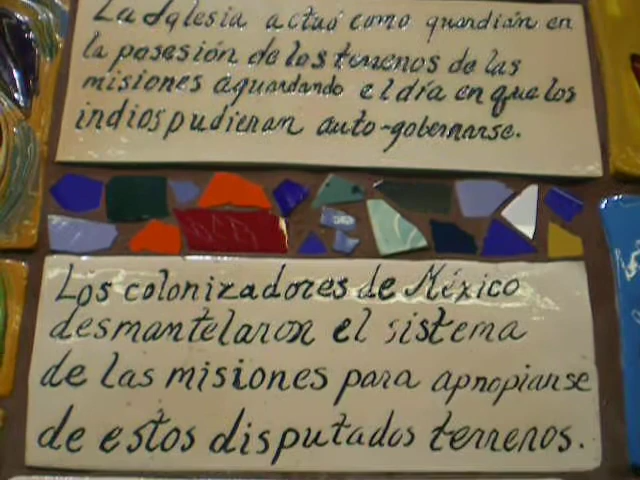 La Iglesia actuó como guardián en
la posesión de los terrenos de las
misiones aguardando el día en que los
indios pudieran auto-gobernarse.
Los colonizadores de México
desmantelaron el sistema
de las misiones para apropiarse
de estos disputados terrenos.